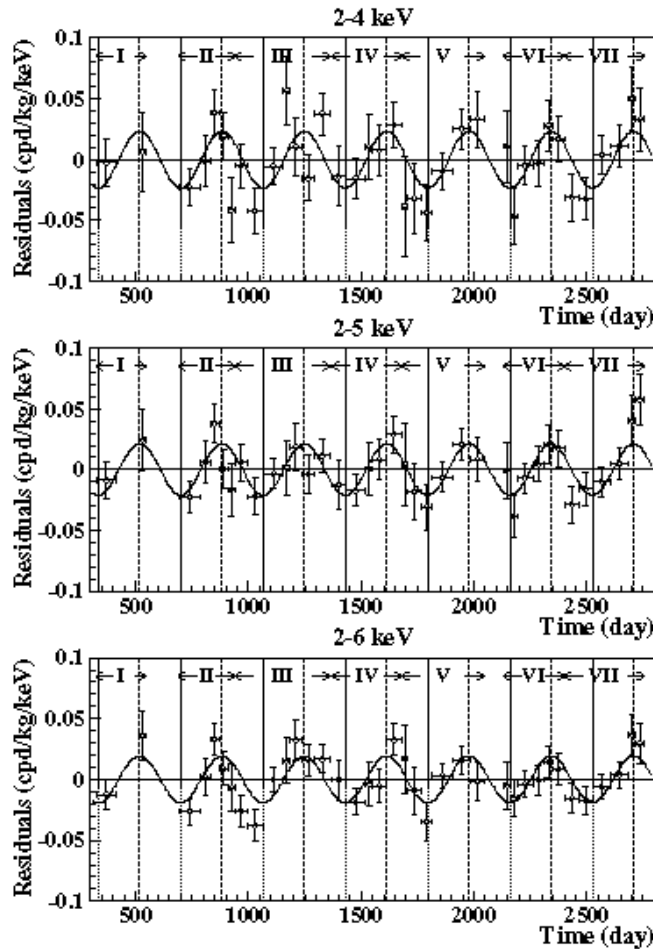 2-4 keV
Residuals (cpd/kg/keV)
0.1
0.05
0
-0.05
-0.1
I II III IV V VI VII
500 1000 1500 2000 2500
Time (day)
2-5 keV
Residuals (cpd/kg/keV)
0.1
0.05
0
-0.05
-0.1
I II III IV V VI VII
500 1000 1500 2000 2500
Time (day)
2-6 keV
Residuals (cpd/kg/keV)
0.1
0.05
0
-0.05
-0.1
I II III IV V VI VII
500 1000 1500 2000 2500
Time (day)